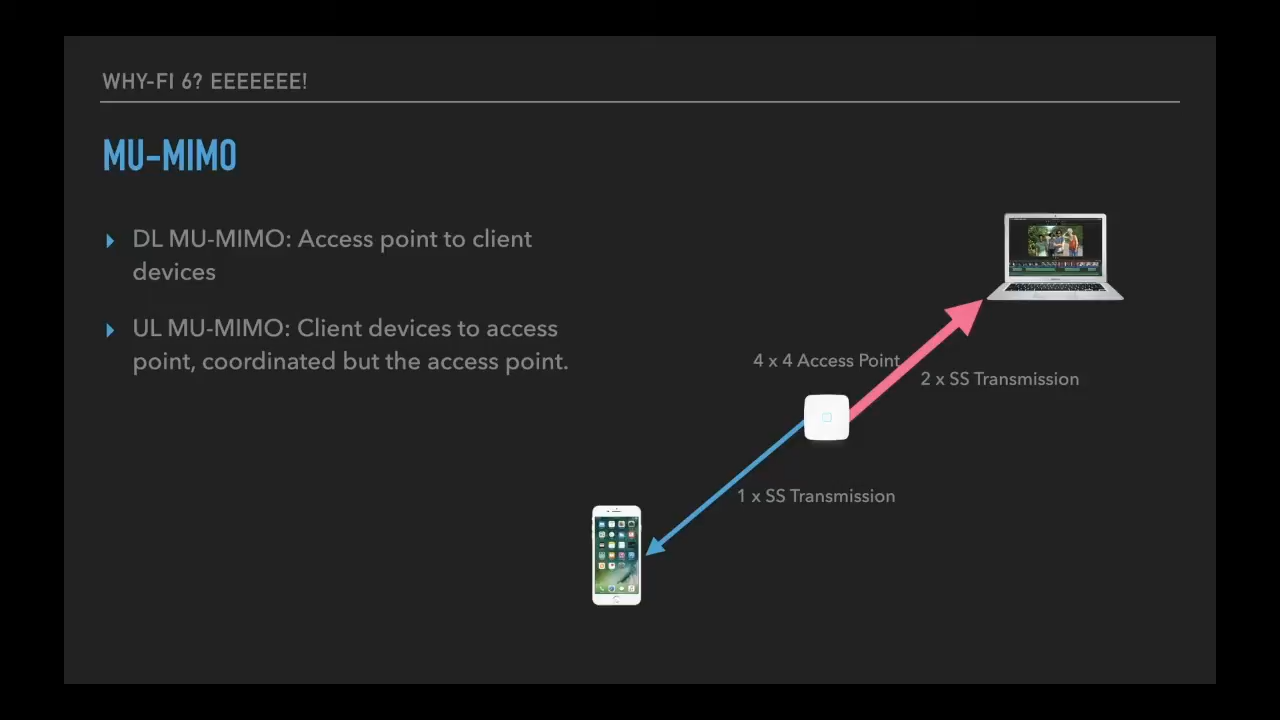 WHY-FI 6? EEEEEEE!
MU-MIMO
DL MU-MIMO: Access point to client
devices
UL MU-MIMO: Client devices to access
point, coordinated but the access point.
4 x 4 Access Point
2 x SS Transmission
1 x SS Transmission